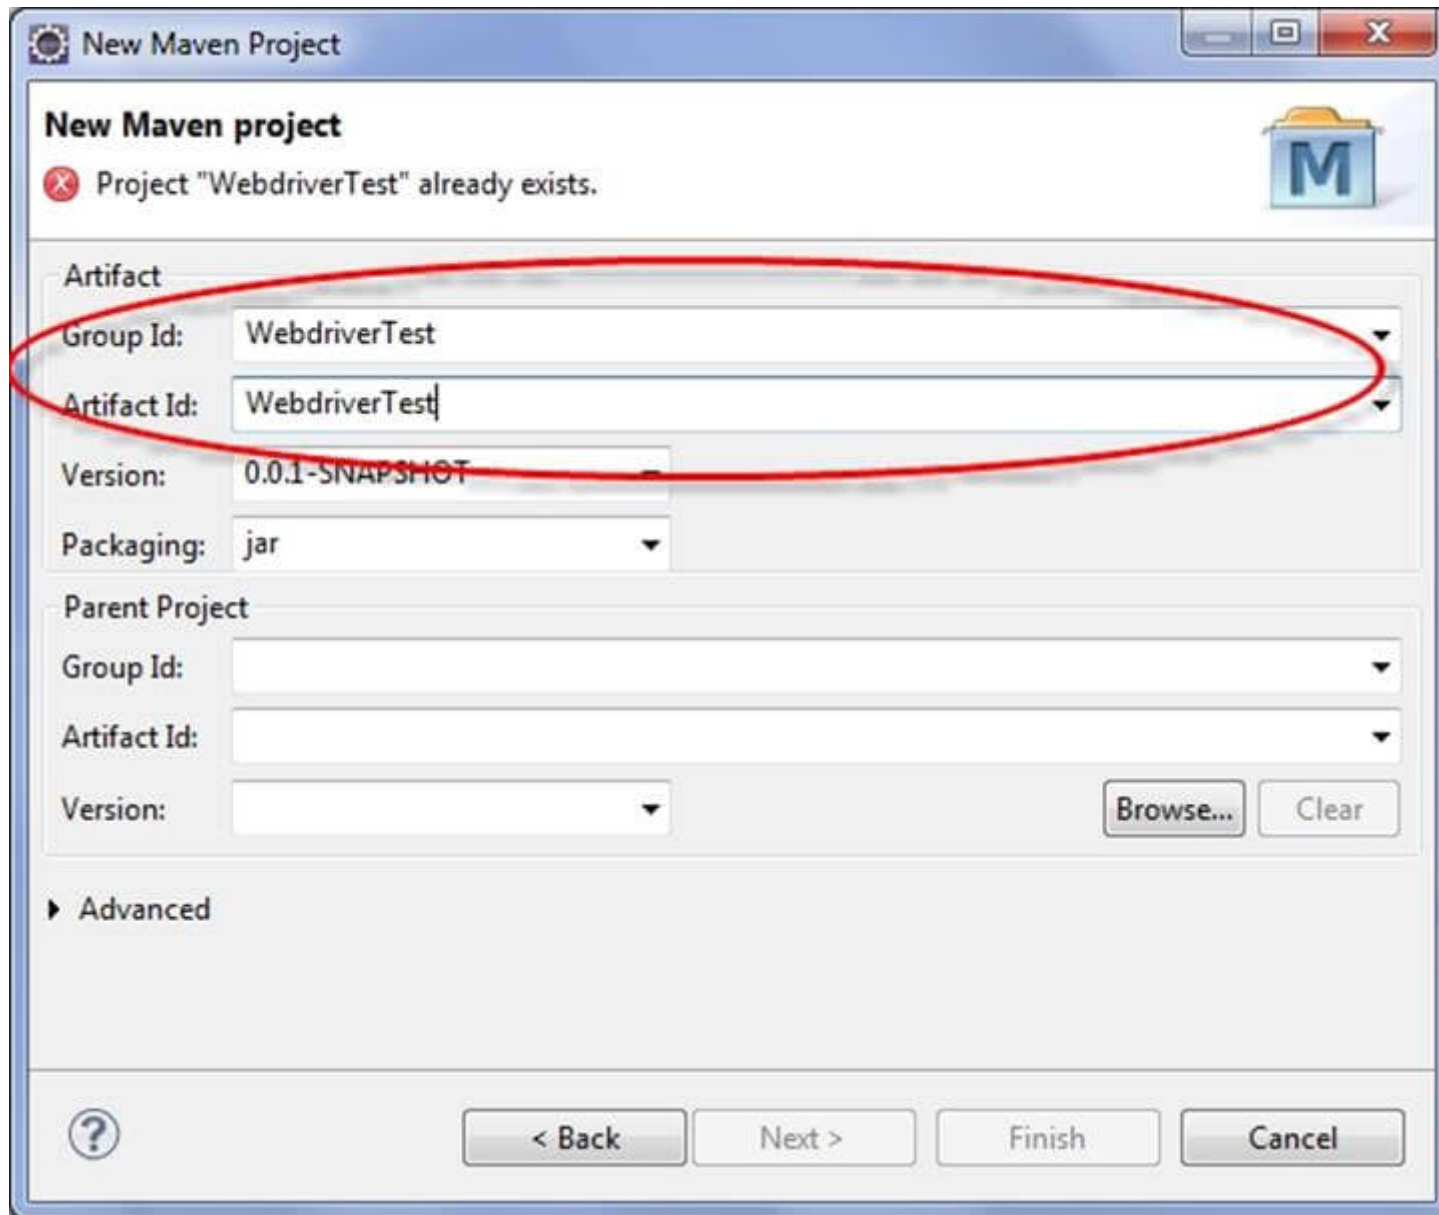 New Maven Project
New Maven project
Project "WebdriverTest" already exists.
M
Artifact
Group Id: WebdriverTest
Artifact Id: WebdriverTest
Version: 0.0.1-SNAPSHOT
Packaging: jar
Parent Project
Group Id:
Artifact Id:
Version: Browse... Clear
Advanced
? < Back Next > Finish Cancel